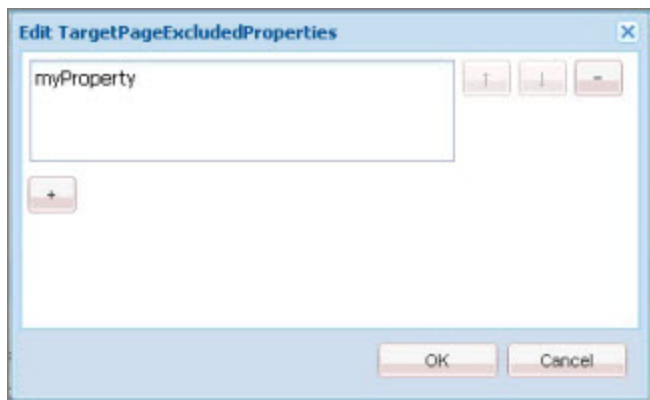 Edit TargetPageExcludedProperties
myProperty
↑ ↓ -
+
OK Cancel